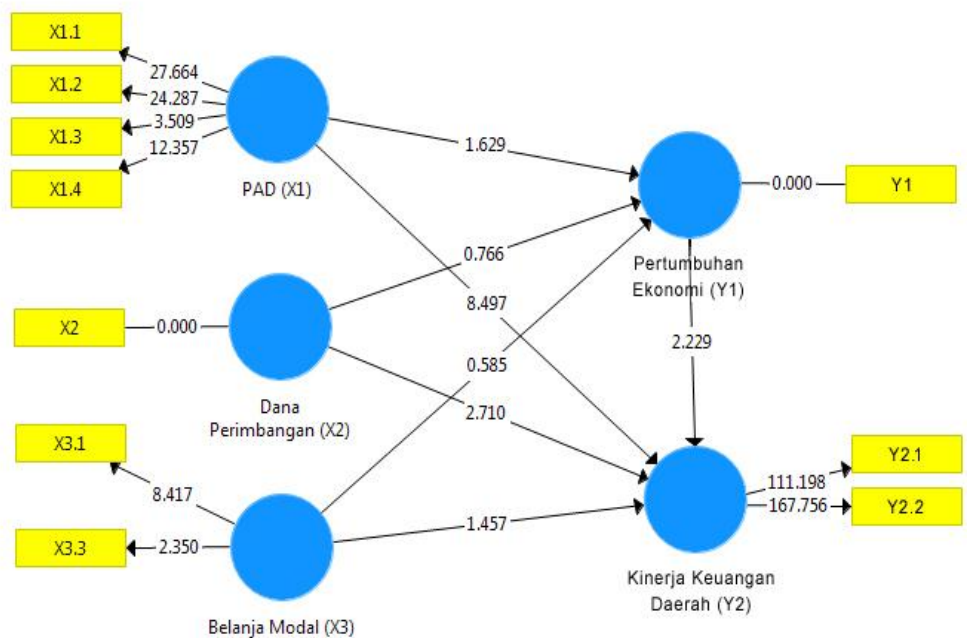 X1.1
27.664
X1.2
24.287
X1.3
3.509
12.357
X1.4
PAD (X1)
1.629
0.000
Y1
Pertumbuhan
Ekonomi (Y1)
0.766
8.497
X2
0.000
2.229
0.585
Dana
Perimbangan (X2)
2.710
X3.1
8.417
X3.3
2.350
1.457
Y2.1
111.198
167.756
Y2.2
Kinerja Keuangan
Daerah (Y2)
Belanja Modal (X3)